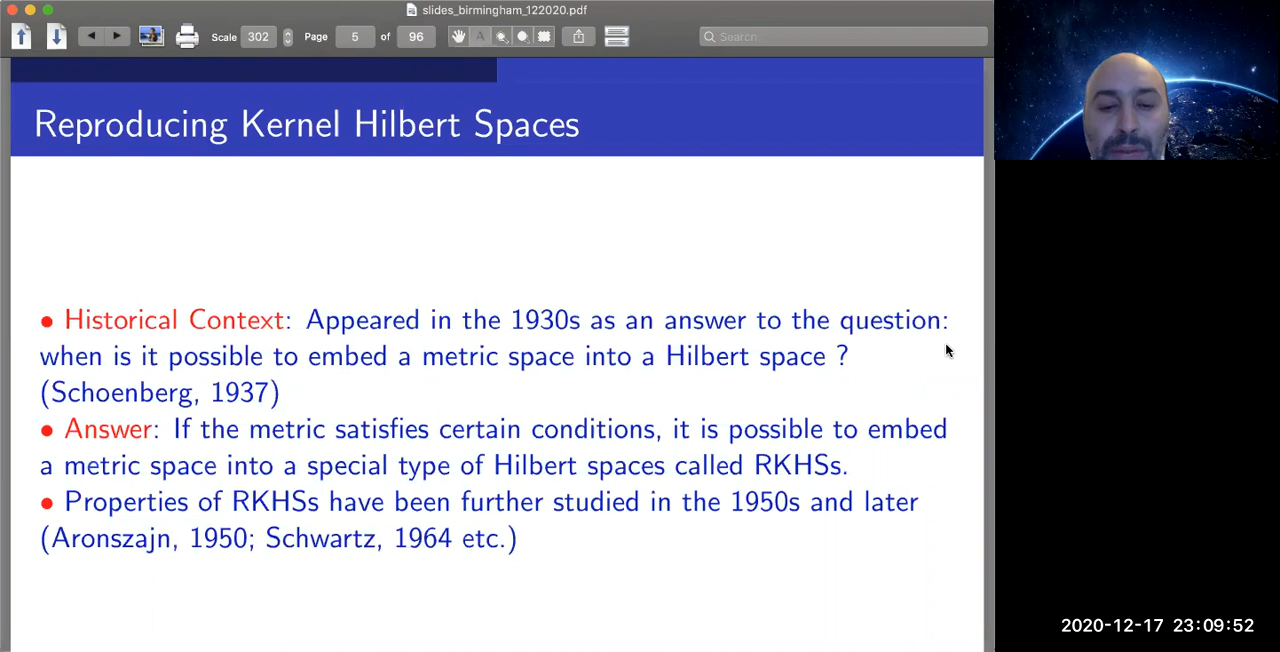 slides_birmingham_122020.pdf
Scale 302 Page 5 of 96 A Search
Reproducing Kernel Hilbert Spaces
• Historical Context: Appeared in the 1930s as an answer to the question:
when is it possible to embed a metric space into a Hilbert space ?
(Schoenberg, 1937)
• Answer: If the metric satisfies certain conditions, it is possible to embed
a metric space into a special type of Hilbert spaces called RKHSs.
• Properties of RKHSs have been further studied in the 1950s and later
(Aronszajn, 1950; Schwartz, 1964 etc.)
2020-12-17 23:09:52